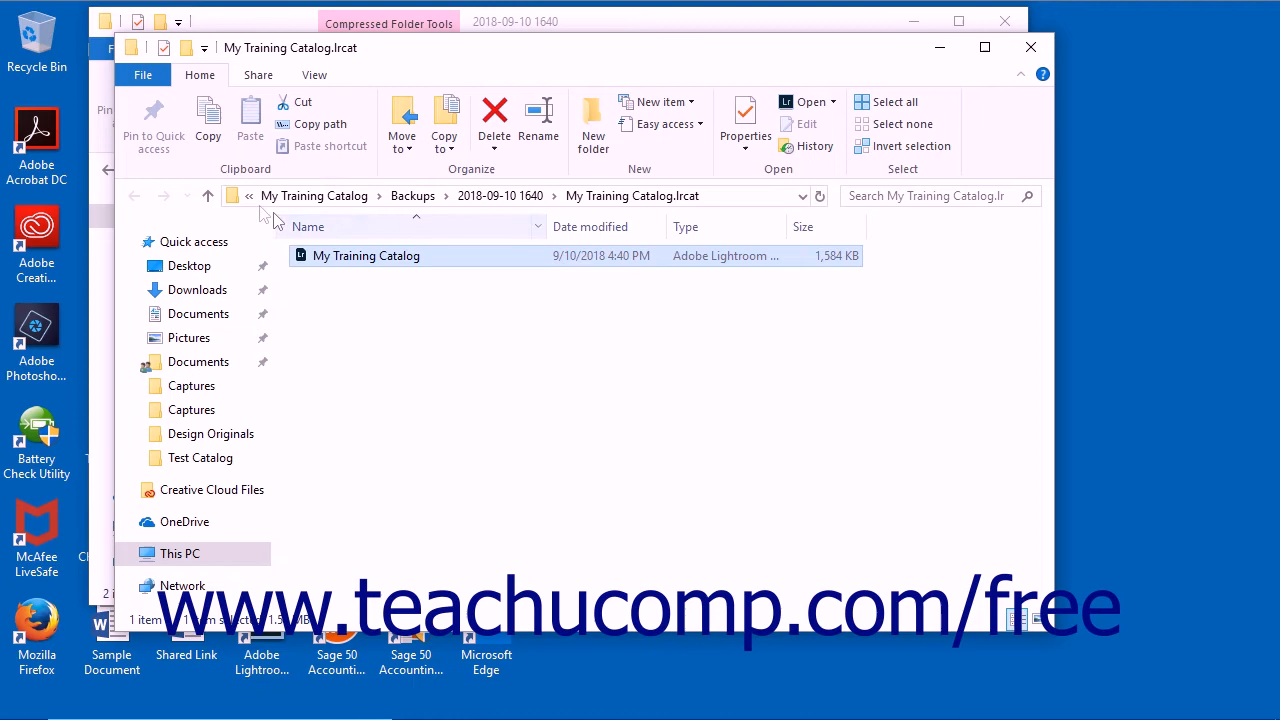 Compressed Folder Tools
2018-09-10 1640
My Training Catalog.lrcat
File
Home
Share
View
Pin to Quick access
Copy
Paste
Cut
Copy path
Paste shortcut
Clipboard
Move to
Copy to
Delete
Rename
Organize
New folder
New item
Easy access
New
Properties
Open
Edit
History
Open
Select all
Select none
Invert selection
Select
« My Training Catalog > Backups > 2018-09-10 1640 > My Training Catalog.lrcat
Search My Training Catalog.lr
Name
Date modified
Type
Size
My Training Catalog
9/10/2018 4:40 PM
Adobe Lightroom ...
1,584 KB
Quick access
Desktop
Downloads
Documents
Pictures
Documents
Captures
Captures
Design Originals
Test Catalog
Creative Cloud Files
OneDrive
This PC
Network
1 item
1 item selected
www.teachucomp.com/free
Recycle Bin
Adobe
Acrobat DC
Adobe
Creati...
Adobe
Photosho...
Battery
Check Utility
McAfee
LiveSafe
Mozilla
Firefox
Sample
Document
Shared Link
Adobe
Lightroo...
Sage 50
Accounti...
Sage 50
Accountin...
Microsoft
Edge